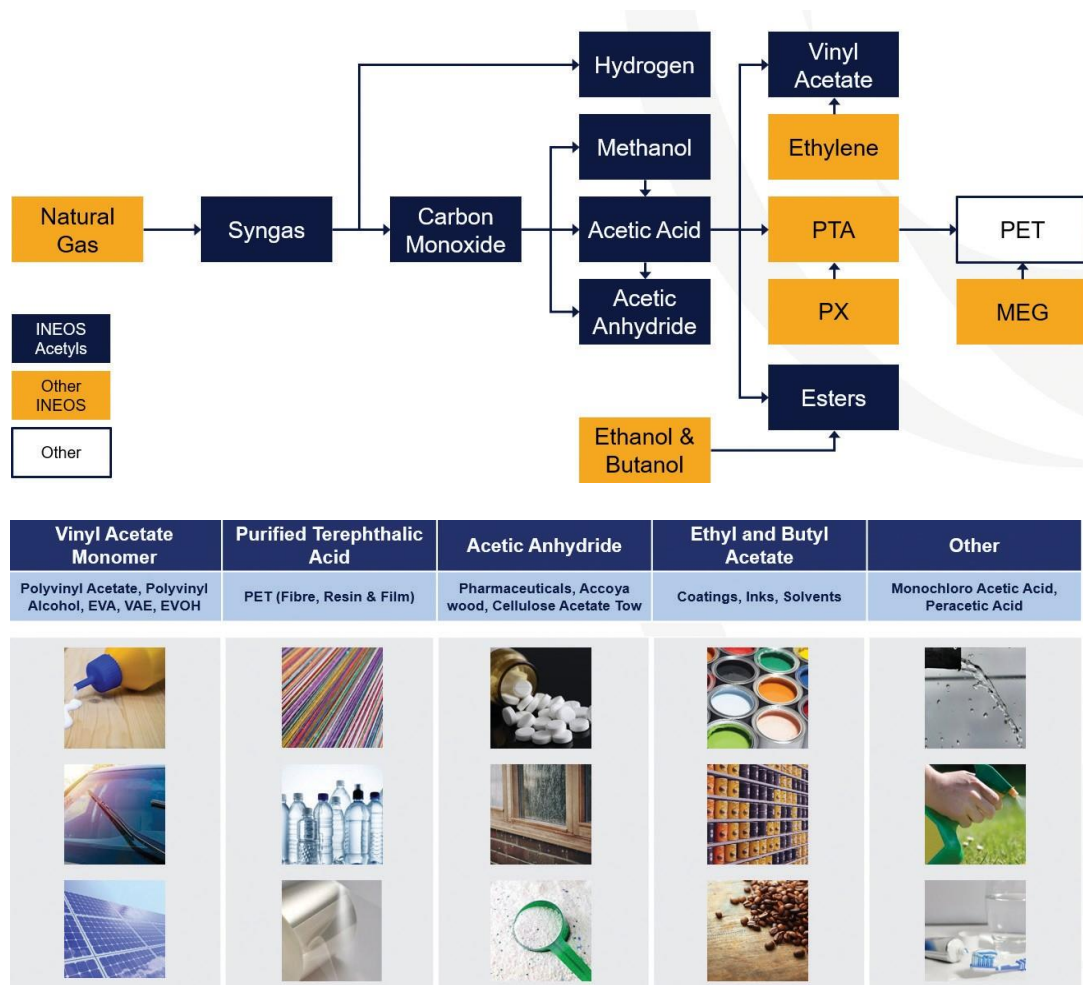 Hydrogen
Vinyl
Acetate
Methanol
Ethylene
Natural
Gas
Syngas
Carbon
Monoxide
Acetic Acid
PTA
PET
Acetic
Anhydride
PX
MEG
INEOS
Acetyls
Other
INEOS
Other
Esters
Ethanol &
Butanol
Vinyl Acetate
Monomer
Purified Terephthalic
Acid
Acetic Anhydride
Ethyl and Butyl
Acetate
Other
Polyvinyl Acetate, Polyvinyl
Alcohol, EVA, VAE, EVOH
PET (Fibre, Resin & Film)
Pharmaceuticals, Accoya
wood, Cellulose Acetate Tow
Coatings, Inks, Solvents
Monochloro Acetic Acid,
Peracetic Acid